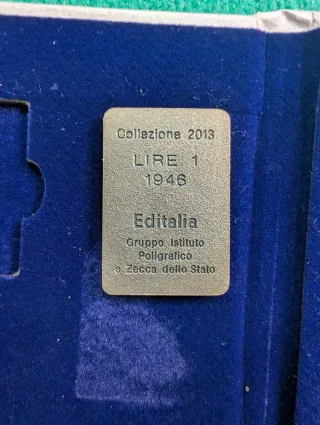 Collezione 2013
LIRE 1
1946
Editalia
Gruppo Istituto
Poligrafico
e Zecca dello Stato